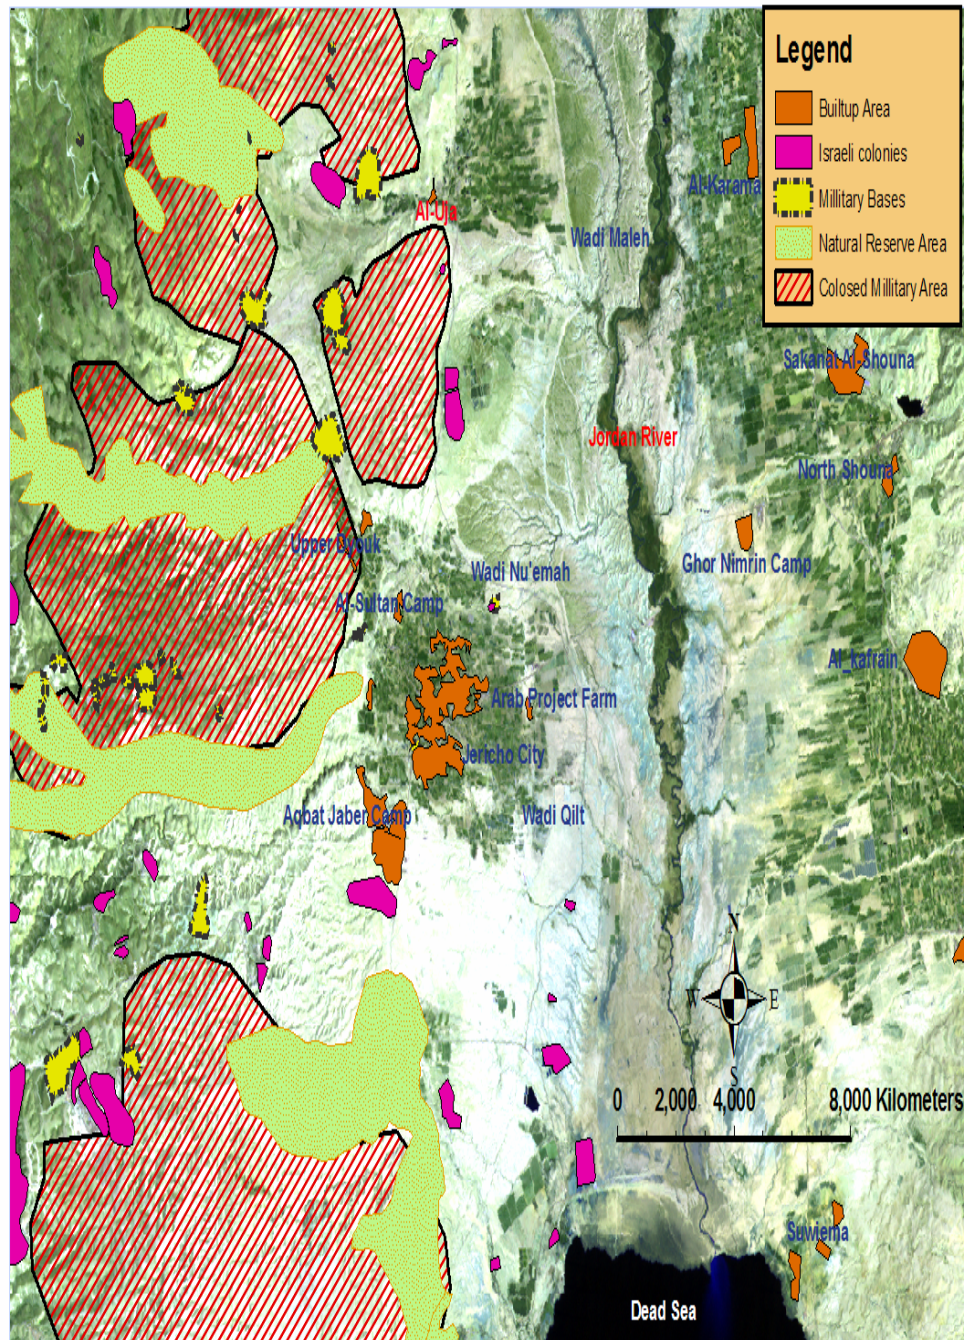 Legend
Builtup Area
Israeli colonies
Millitary Bases
Natural Reserve Area
Colosed Millitary Area
Al-Karama
Al-Uja
Wadi Maleh
Sakanat Al-Shouna
Jordan River
North Shouna
Upper Dyouk
Ghor Nimrin Camp
Wadi Nu'emah
Al-Sultan Camp
Al_kafrain
Arab Project Farm
Jericho City
Aqbat Jaber Camp
Wadi Qilt
N
W E
S
0 2,000 4,000 8,000 Kilometers
Suwiema
Dead Sea